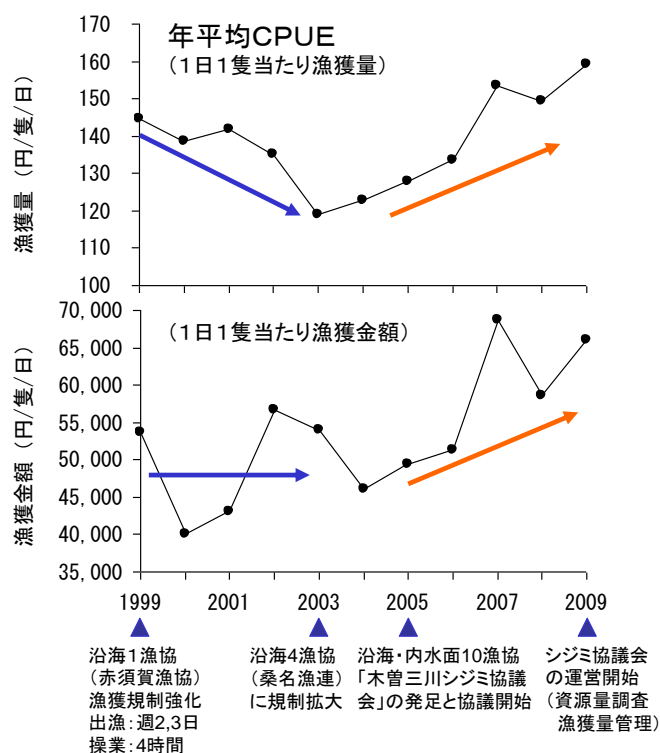 年平均CPUE
（1日1隻当たり漁獲量）
170
160
150
140
130
120
110
100
漁獲量（円/隻/日）
（1日1隻当たり漁獲金額）
70,000
65,000
60,000
55,000
50,000
45,000
40,000
35,000
漁獲金額（円/隻/日）
1999 2001 2003 2005 2007 2009
沿海1漁協
（赤須賀漁協）
漁獲規制強化
出漁：週2,3日
操業：4時間
沿海4漁協
（桑名漁連）
に規制拡大
沿海・内水面10漁協
「木曽三川シジミ協議
会」の発足と協議開始
シジミ協議会
の運営開始
（資源量調査
漁獲量管理）